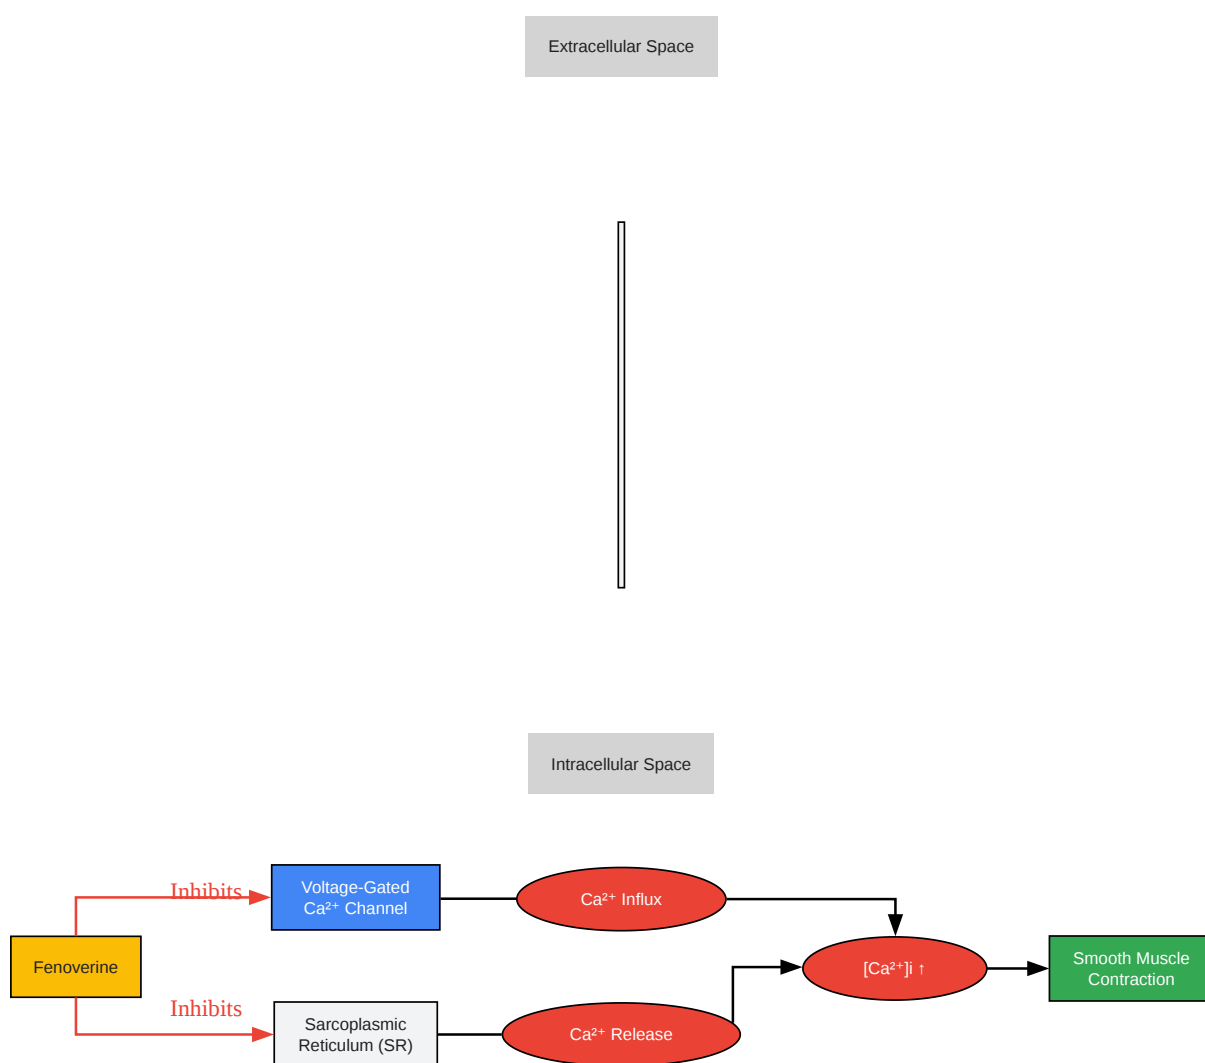 Extracellular Space
Intracellular Space
Inhibits
Voltage-Gated
Ca²⁺ Channel
Ca²⁺ Influx
Fenoverine
[Ca²⁺]i ↑
Smooth Muscle
Contraction
Inhibits
Sarcoplasmic
Reticulum (SR)
Ca²⁺ Release